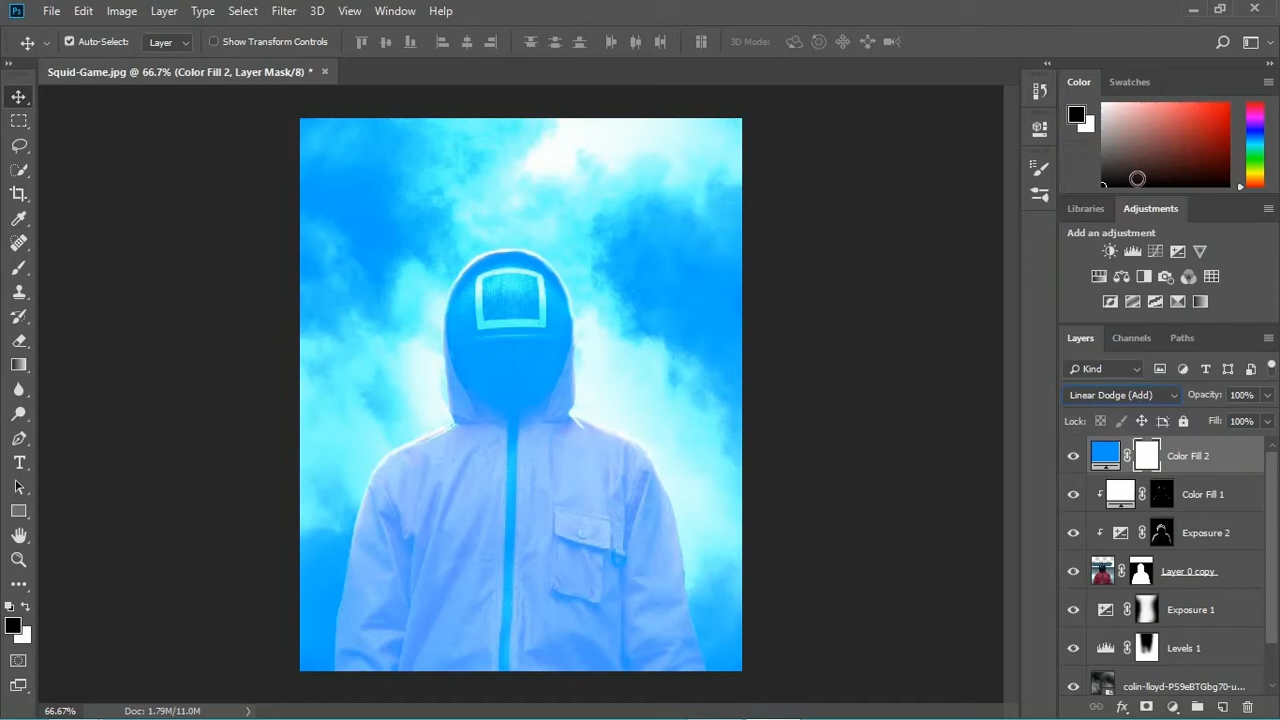 Ps File Edit Image Layer Type Select Filter 3D View Window Help
Auto-Select: Layer Show Transform Controls 3D Mode:
Squid-Game.jpg @ 66.7% (Color Fill 2, Layer Mask/8) * ×
Color Swatches
Libraries Adjustments
Add an adjustment
Layers Channels Paths
Kind
Linear Dodge (Add) Opacity: 100%
Lock: Fill: 100%
Color Fill 2
Color Fill 1
Exposure 2
Layer 0 copy
Exposure 1
Levels 1
colin-lloyd-PS9eBTGbg70-u...
66.67% Doc: 1.79M/11.0M